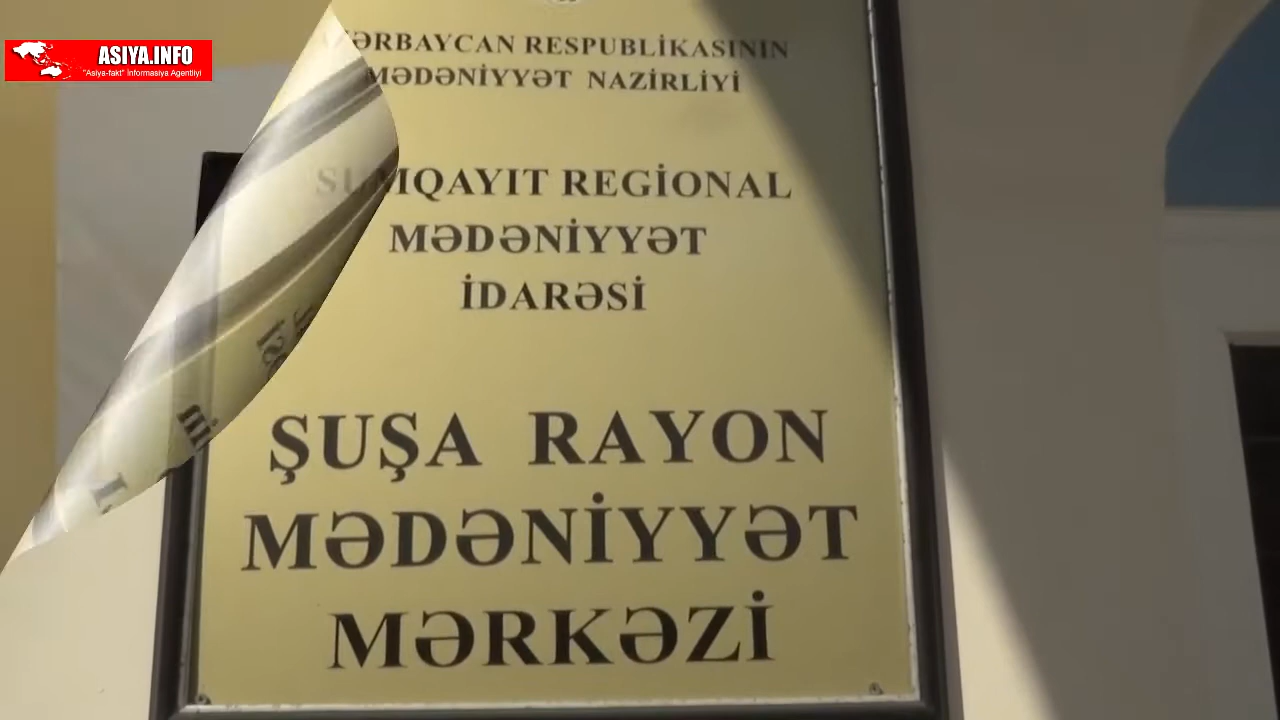 ASIYA.INFO
"Asiya-fakt" İnformasiya Agentliyi
AZƏRBAYCAN RESPUBLİKASININ
MƏDƏNİYYƏT NAZİRLİYİ
SUMQAYIT REGİONAL
MƏDƏNİYYƏT
İDARƏSİ
ŞUŞA RAYON
MƏDƏNİYYƏT
MƏRKƏZİ